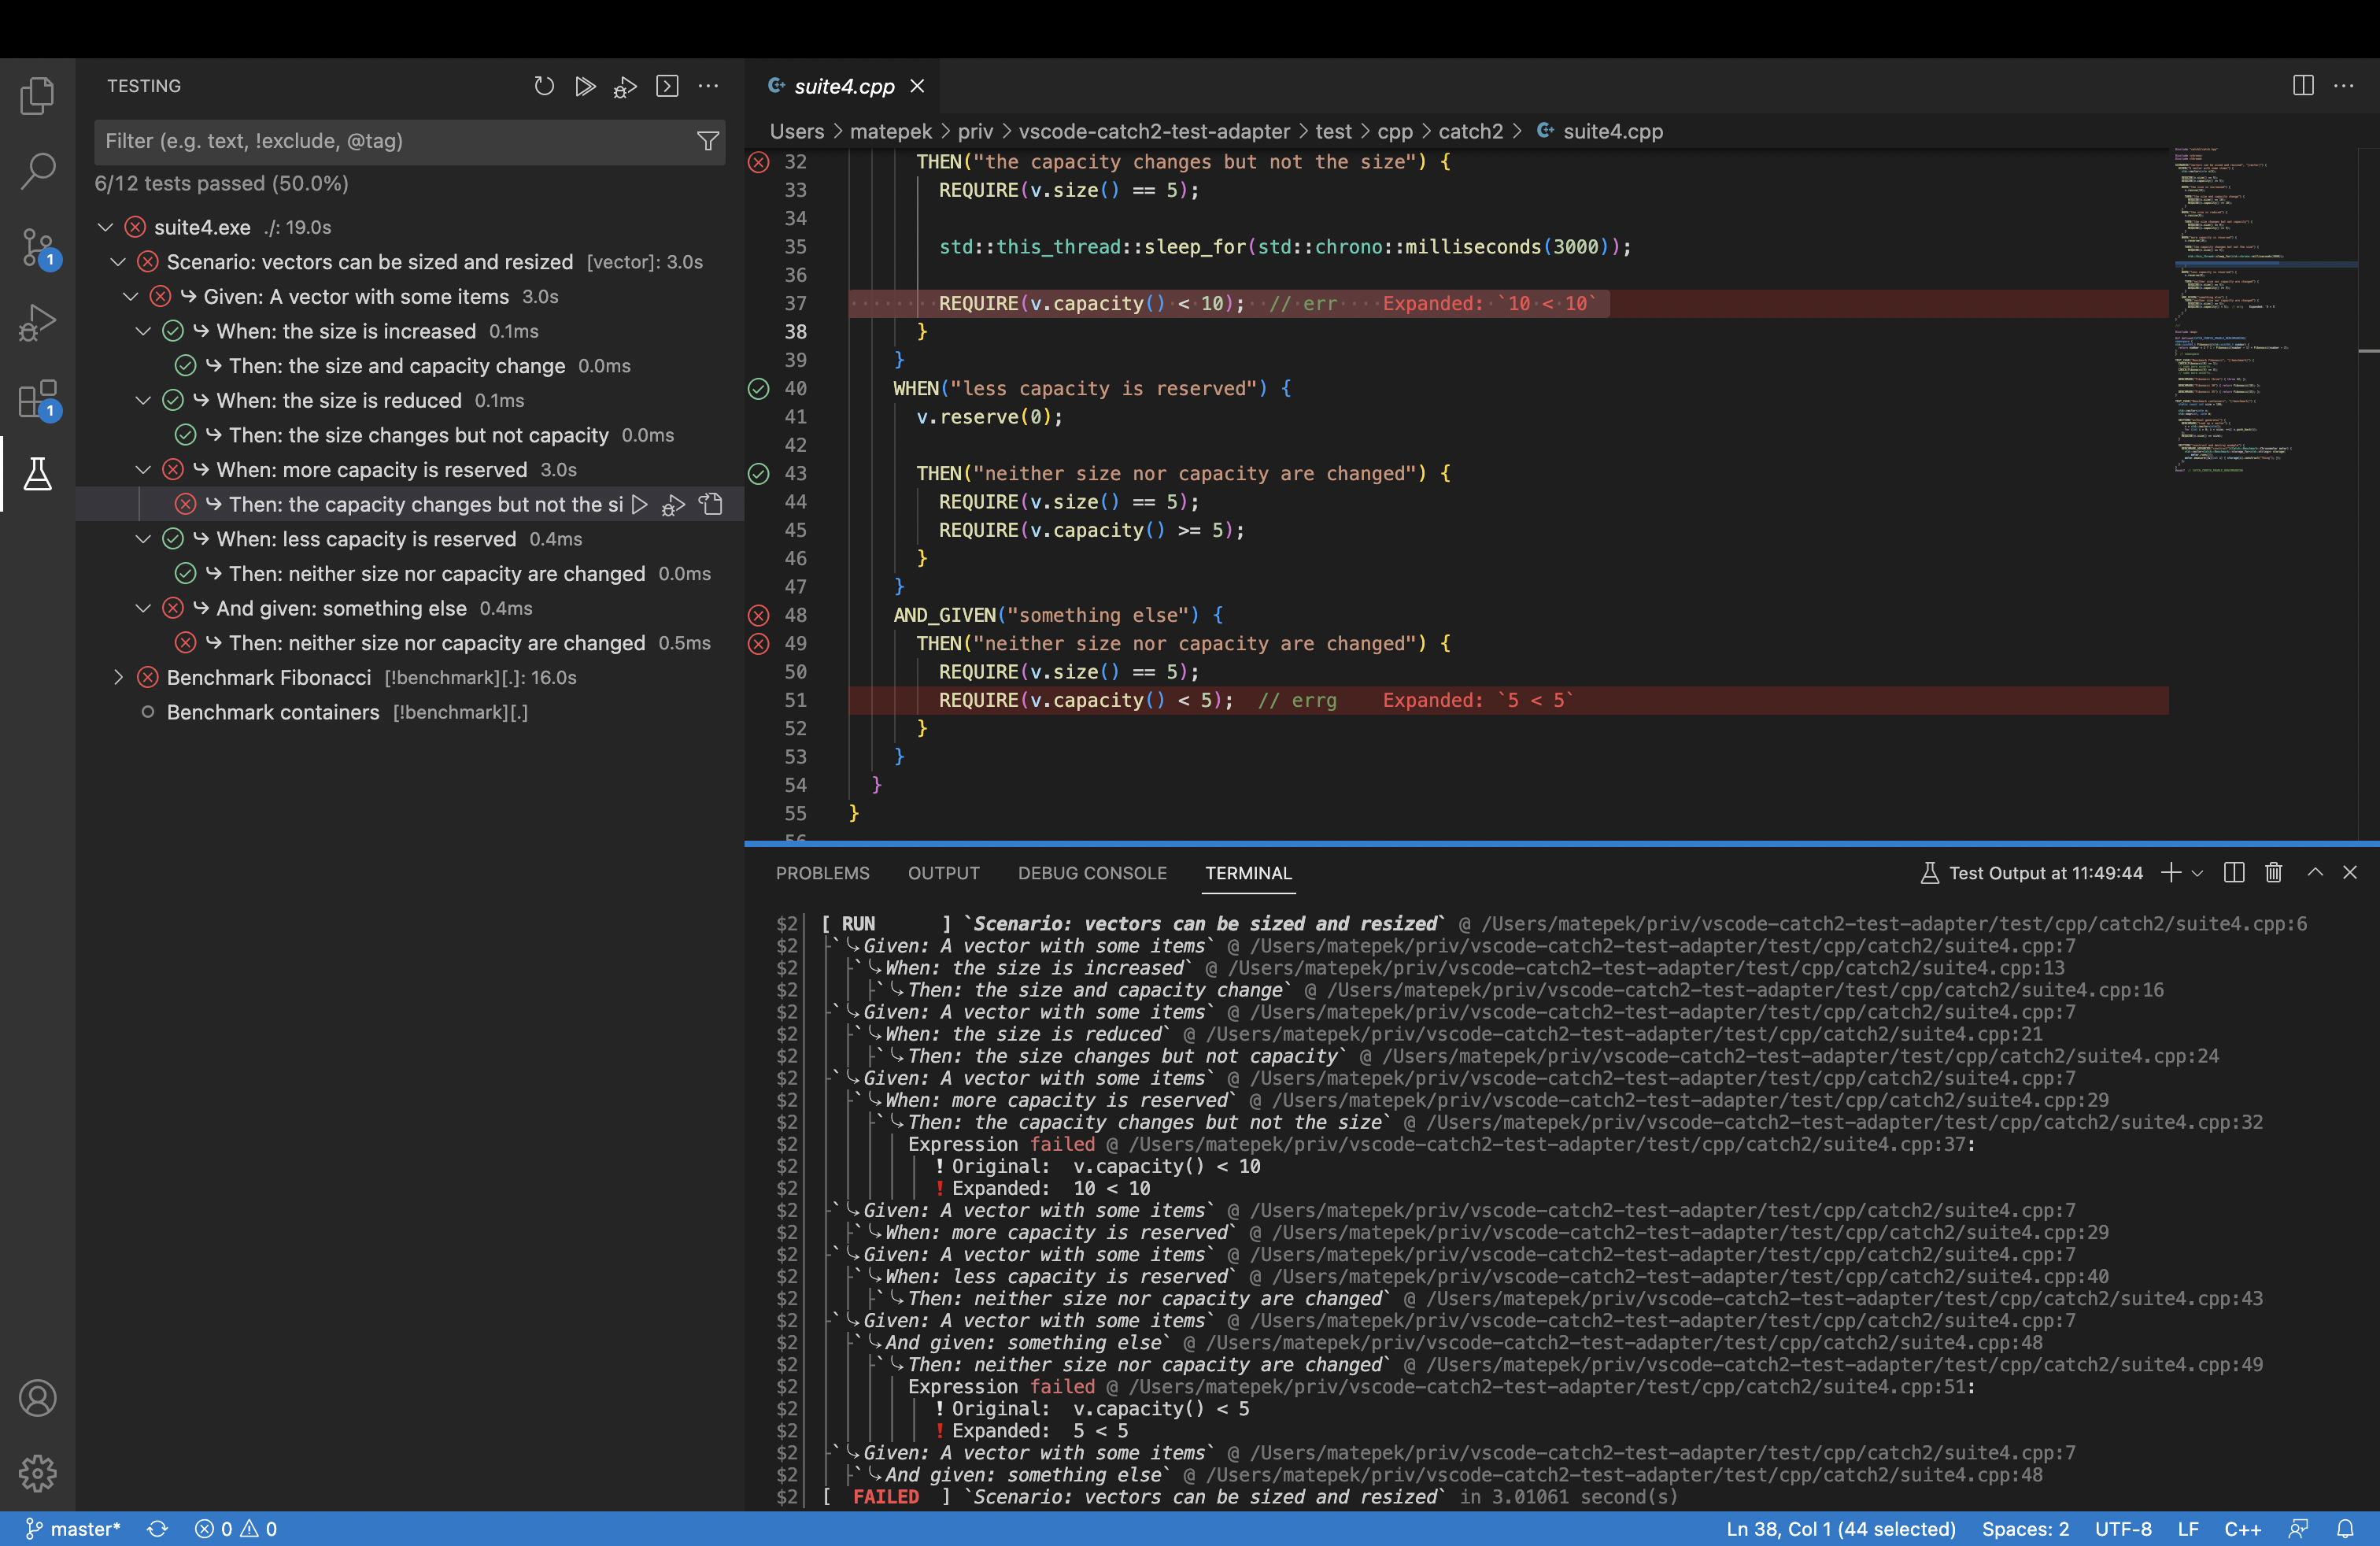 TESTING
Filter (e.g. text, !exclude, @tag)
6/12 tests passed (50.0%)
suite4.exe ./: 19.0s
Scenario: vectors can be sized and resized [vector]: 3.0s
Given: A vector with some items 3.0s
When: the size is increased 0.1ms
Then: the size and capacity change 0.0ms
When: the size is reduced 0.1ms
Then: the size changes but not capacity 0.0ms
When: more capacity is reserved 3.0s
Then: the capacity changes but not the si
When: less capacity is reserved 0.4ms
Then: neither size nor capacity are changed 0.0ms
And given: something else 0.4ms
Then: neither size nor capacity are changed 0.5ms
Benchmark Fibonacci [!benchmark][.]: 16.0s
Benchmark containers [!benchmark][.]
1
1
suite4.cpp
Users > matepek > priv > vscode-catch2-test-adapter > test > cpp > catch2 > suite4.cpp
32 THEN("the capacity changes but not the size") {
33 REQUIRE(v.size() == 5);
34
35 std::this_thread::sleep_for(std::chrono::milliseconds(3000));
36
37 REQUIRE(v.capacity() < 10); // err Expanded: `10 < 10`
38 }
39 }
40 WHEN("less capacity is reserved") {
41 v.reserve(0);
42
43 THEN("neither size nor capacity are changed") {
44 REQUIRE(v.size() == 5);
45 REQUIRE(v.capacity() >= 5);
46 }
47 }
48 AND_GIVEN("something else") {
49 THEN("neither size nor capacity are changed") {
50 REQUIRE(v.size() == 5);
51 REQUIRE(v.capacity() < 5); // errg Expanded: `5 < 5`
52 }
53 }
54 }
55 }
56
PROBLEMS OUTPUT DEBUG CONSOLE TERMINAL
Test Output at 11:49:44
$2 [ RUN ] `Scenario: vectors can be sized and resized` @ /Users/matepek/priv/vscode-catch2-test-adapter/test/cpp/catch2/suite4.cpp:6
$2 `⤷Given: A vector with some items` @ /Users/matepek/priv/vscode-catch2-test-adapter/test/cpp/catch2/suite4.cpp:7
$2 `⤷When: the size is increased` @ /Users/matepek/priv/vscode-catch2-test-adapter/test/cpp/catch2/suite4.cpp:13
$2 `⤷Then: the size and capacity change` @ /Users/matepek/priv/vscode-catch2-test-adapter/test/cpp/catch2/suite4.cpp:16
$2 `⤷Given: A vector with some items` @ /Users/matepek/priv/vscode-catch2-test-adapter/test/cpp/catch2/suite4.cpp:7
$2 `⤷When: the size is reduced` @ /Users/matepek/priv/vscode-catch2-test-adapter/test/cpp/catch2/suite4.cpp:21
$2 `⤷Then: the size changes but not capacity` @ /Users/matepek/priv/vscode-catch2-test-adapter/test/cpp/catch2/suite4.cpp:24
$2 `⤷Given: A vector with some items` @ /Users/matepek/priv/vscode-catch2-test-adapter/test/cpp/catch2/suite4.cpp:7
$2 `⤷When: more capacity is reserved` @ /Users/matepek/priv/vscode-catch2-test-adapter/test/cpp/catch2/suite4.cpp:29
$2 `⤷Then: the capacity changes but not the size` @ /Users/matepek/priv/vscode-catch2-test-adapter/test/cpp/catch2/suite4.cpp:32
$2 Expression failed @ /Users/matepek/priv/vscode-catch2-test-adapter/test/cpp/catch2/suite4.cpp:37:
$2 ! Original: v.capacity() < 10
$2 ! Expanded: 10 < 10
$2 `⤷Given: A vector with some items` @ /Users/matepek/priv/vscode-catch2-test-adapter/test/cpp/catch2/suite4.cpp:7
$2 `⤷When: more capacity is reserved` @ /Users/matepek/priv/vscode-catch2-test-adapter/test/cpp/catch2/suite4.cpp:29
$2 `⤷Given: A vector with some items` @ /Users/matepek/priv/vscode-catch2-test-adapter/test/cpp/catch2/suite4.cpp:7
$2 `⤷When: less capacity is reserved` @ /Users/matepek/priv/vscode-catch2-test-adapter/test/cpp/catch2/suite4.cpp:40
$2 `⤷Then: neither size nor capacity are changed` @ /Users/matepek/priv/vscode-catch2-test-adapter/test/cpp/catch2/suite4.cpp:43
$2 `⤷Given: A vector with some items` @ /Users/matepek/priv/vscode-catch2-test-adapter/test/cpp/catch2/suite4.cpp:7
$2 `⤷And given: something else` @ /Users/matepek/priv/vscode-catch2-test-adapter/test/cpp/catch2/suite4.cpp:48
$2 `⤷Then: neither size nor capacity are changed` @ /Users/matepek/priv/vscode-catch2-test-adapter/test/cpp/catch2/suite4.cpp:49
$2 Expression failed @ /Users/matepek/priv/vscode-catch2-test-adapter/test/cpp/catch2/suite4.cpp:51:
$2 ! Original: v.capacity() < 5
$2 ! Expanded: 5 < 5
$2 `⤷Given: A vector with some items` @ /Users/matepek/priv/vscode-catch2-test-adapter/test/cpp/catch2/suite4.cpp:7
$2 `⤷And given: something else` @ /Users/matepek/priv/vscode-catch2-test-adapter/test/cpp/catch2/suite4.cpp:48
$2 [ FAILED ] `Scenario: vectors can be sized and resized` in 3.01061 second(s)
master* 0 0 Ln 38, Col 1 (44 selected) Spaces: 2 UTF-8 LF C++